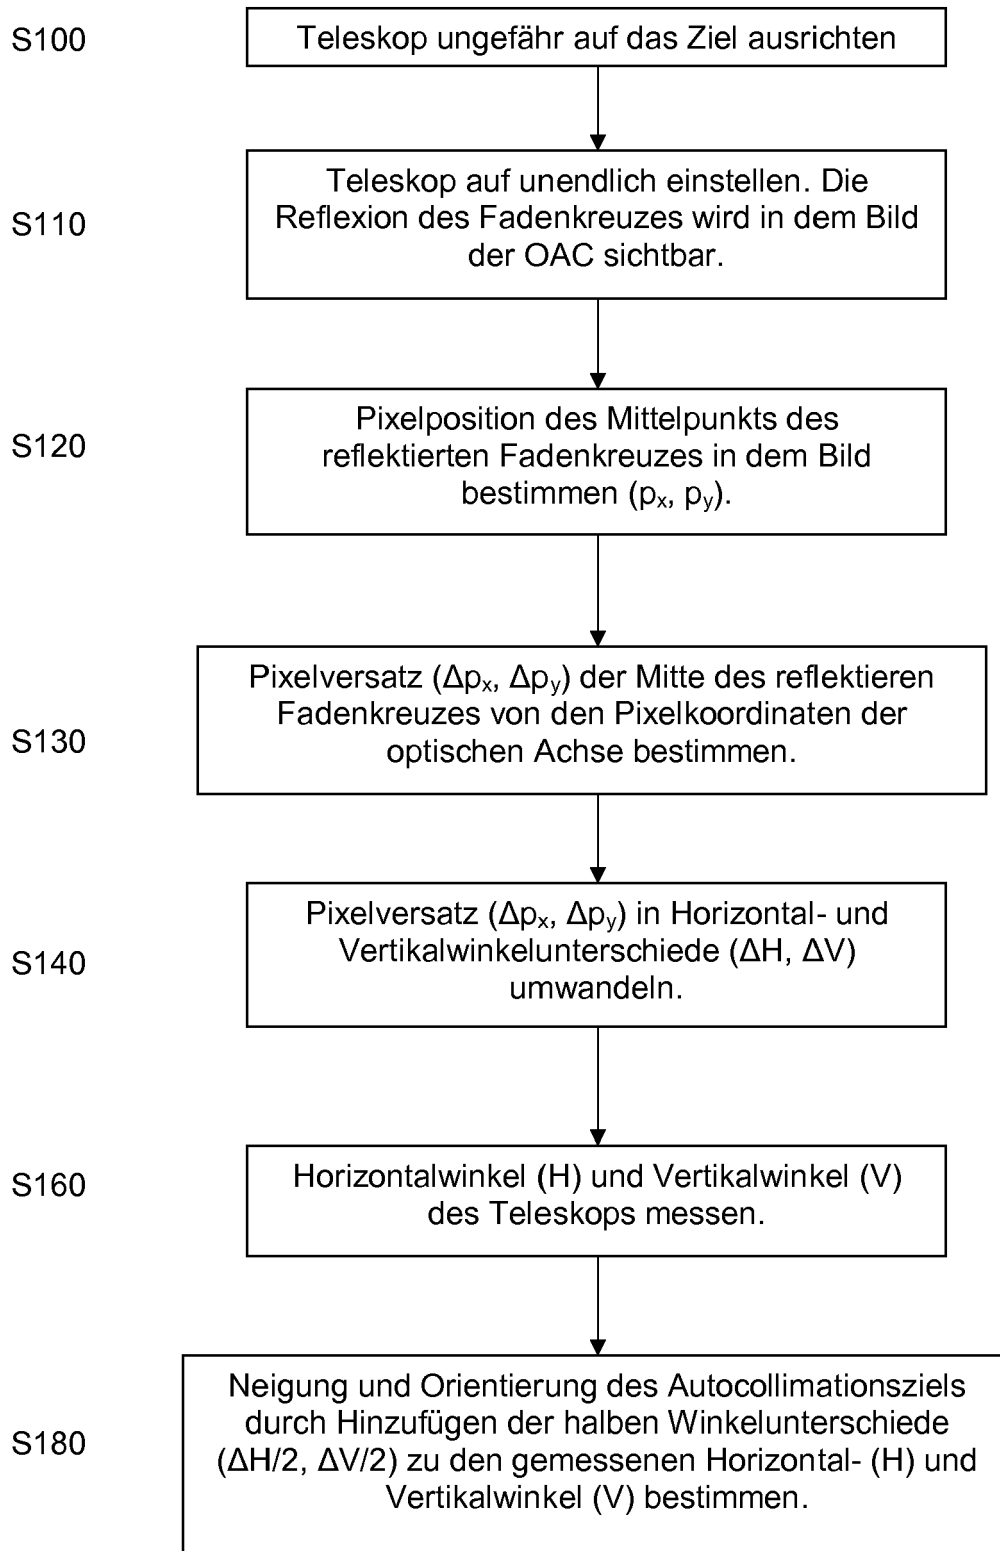 S100
Teleskop ungefähr auf das Ziel ausrichten
S110
Teleskop auf unendlich einstellen. Die
Reflexion des Fadenkreuzes wird in dem Bild
der OAC sichtbar.
S120
Pixelposition des Mittelpunkts des
reflektierten Fadenkreuzes in dem Bild
bestimmen (pₓ, pᵧ).
S130
Pixelversatz (Δpₓ, Δpᵧ) der Mitte des reflektieren
Fadenkreuzes von den Pixelkoordinaten der
optischen Achse bestimmen.
S140
Pixelversatz (Δpₓ, Δpᵧ) in Horizontal- und
Vertikalwinkelunterschiede (ΔH, ΔV)
umwandeln.
S160
Horizontalwinkel (H) und Vertikalwinkel (V)
des Teleskops messen.
S180
Neigung und Orientierung des Autocollimationsziels
durch Hinzufügen der halben Winkelunterschiede
(ΔH/2, ΔV/2) zu den gemessenen Horizontal- (H) und
Vertikalwinkel (V) bestimmen.